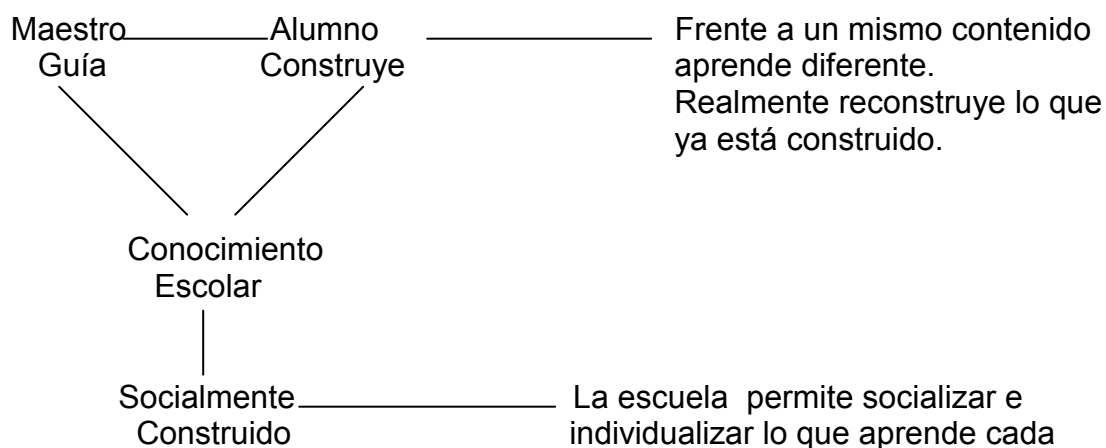 Maestro Alumno Frente a un mismo contenido
Guía Construye aprende diferente.
Realmente reconstruye lo que
ya está construido.
Conocimiento
Escolar
Socialmente La escuela permite socializar e
Construido individualizar lo que aprende cada